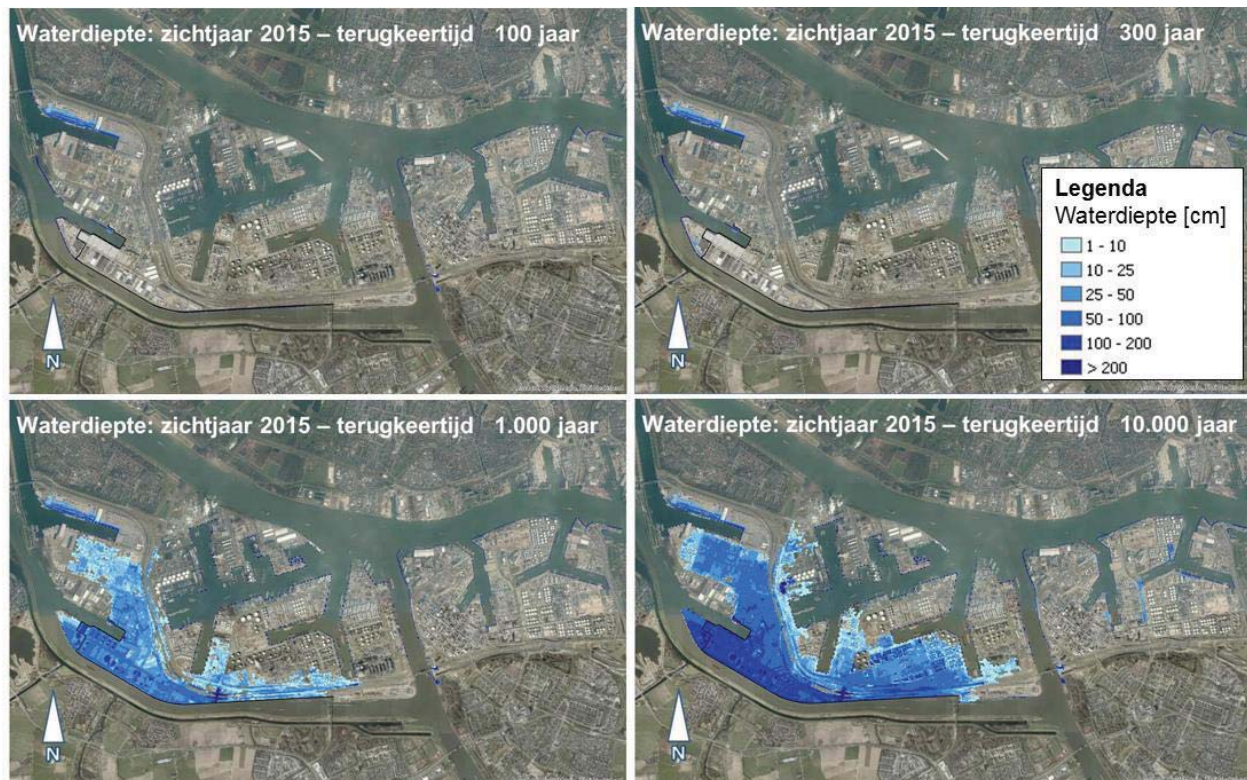 Waterdiepte: zichtjaar 2015 – terugkeertijd 100 jaar
Waterdiepte: zichtjaar 2015 – terugkeertijd 300 jaar
Legenda
Waterdiepte [cm]
1 - 10
10 - 25
25 - 50
50 - 100
100 - 200
> 200
N
N
Waterdiepte: zichtjaar 2015 – terugkeertijd 1.000 jaar
Waterdiepte: zichtjaar 2015 – terugkeertijd 10.000 jaar
N
N